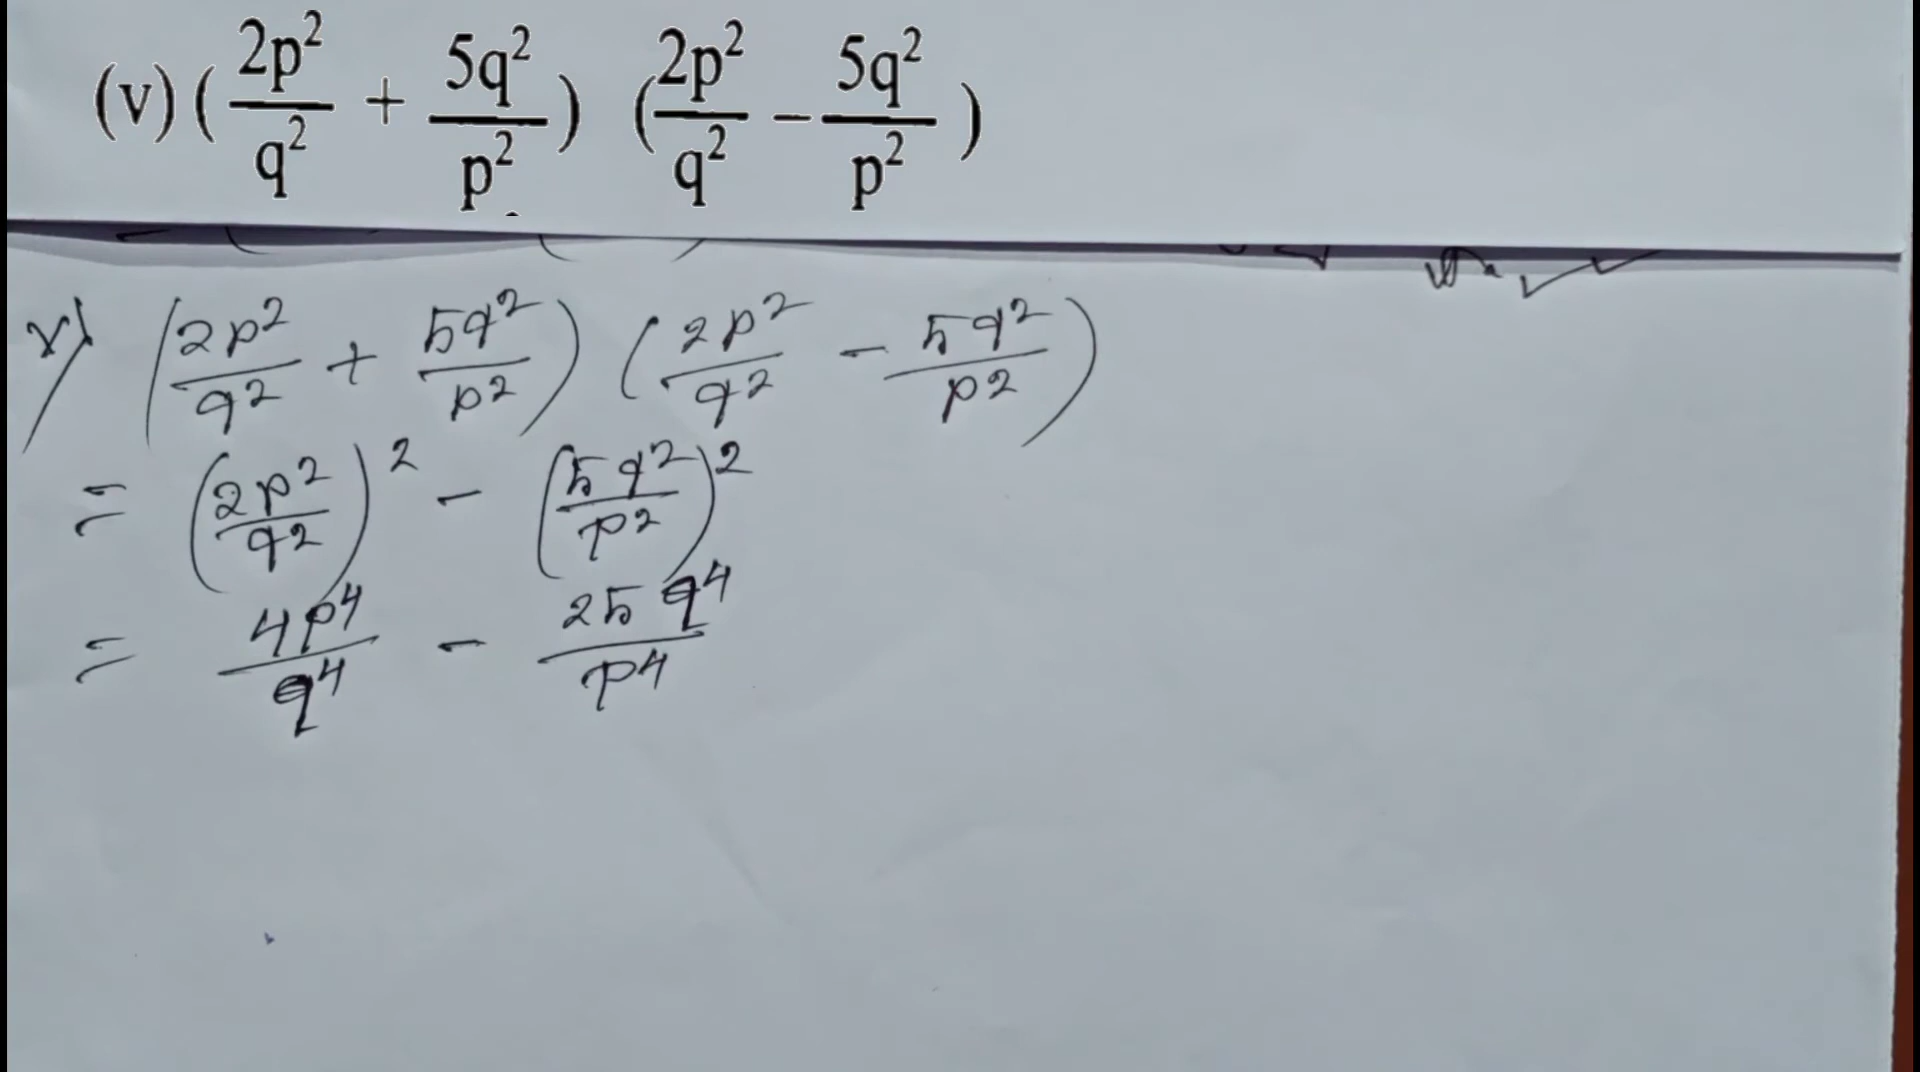 (v) (2p²/q² + 5q²/p²) (2p²/q² − 5q²/p²)
v) (2p²/q² + 5q²/p²) (2p²/q² − 5q²/p²)
= (2p²/q²)² − (5q²/p²)²
= 4p⁴/q⁴ − 25q⁴/p⁴